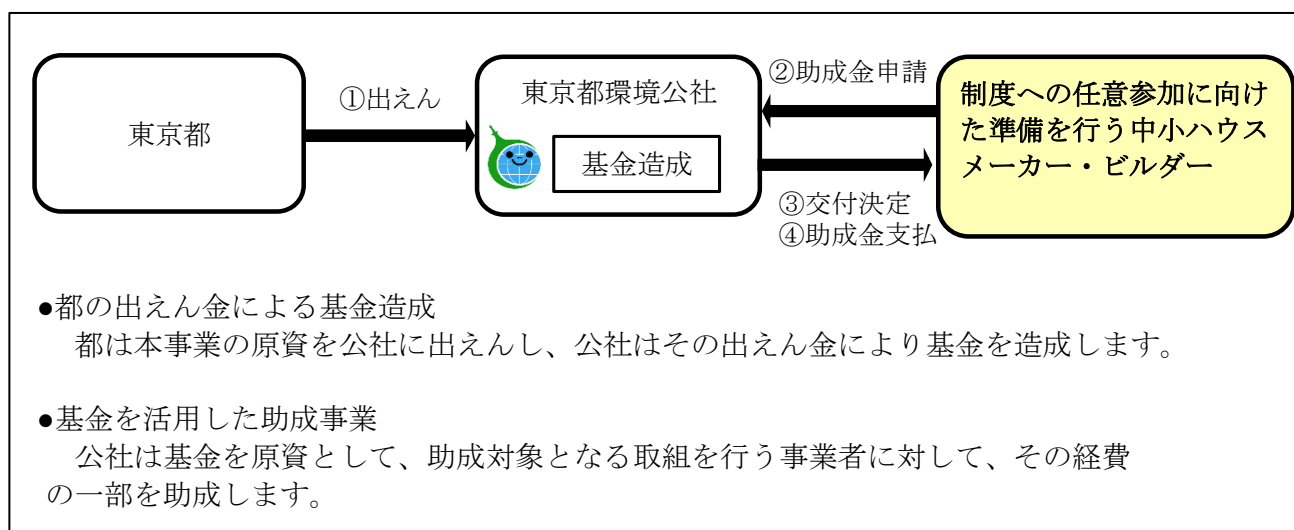 東京都
①出えん
東京都環境公社
基金造成
②助成金申請
③交付決定
④助成金支払
制度への任意参加に向け
た準備を行う中小ハウス
メーカー・ビルダー
●都の出えん金による基金造成
都は本事業の原資を公社に出えんし、公社はその出えん金により基金を造成します。
●基金を活用した助成事業
公社は基金を原資として、助成対象となる取組を行う事業者に対して、その経費
の一部を助成します。